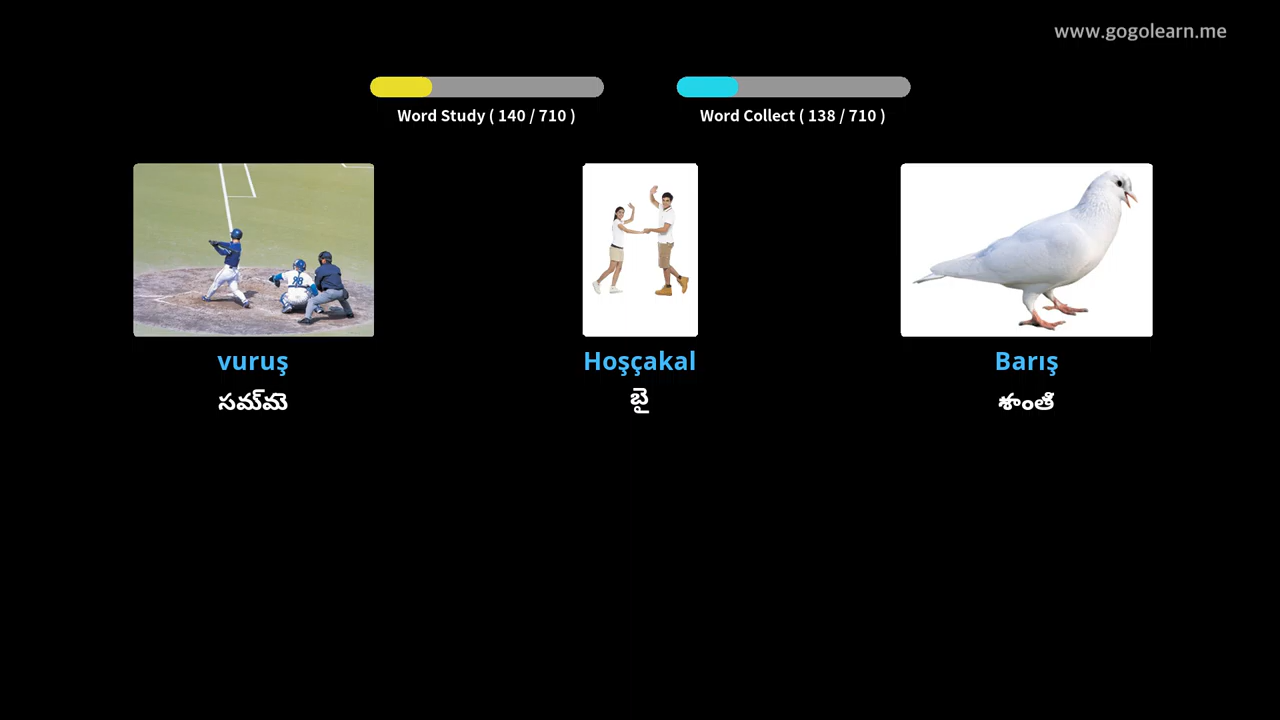 www.gogolearn.me
Word Study ( 140 / 710 )
Word Collect ( 138 / 710 )
vuruş
Hoşçakal
Barış
సమ్మె
బై
శాంతి